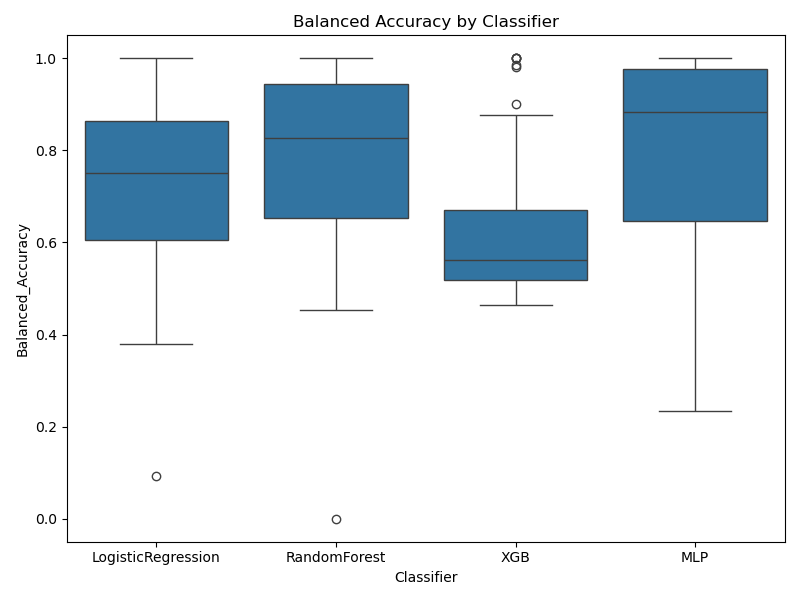 Balanced Accuracy by Classifier
Balanced_Accuracy
1.0
0.8
0.6
0.4
0.2
0.0
LogisticRegression
RandomForest
XGB
MLP
Classifier